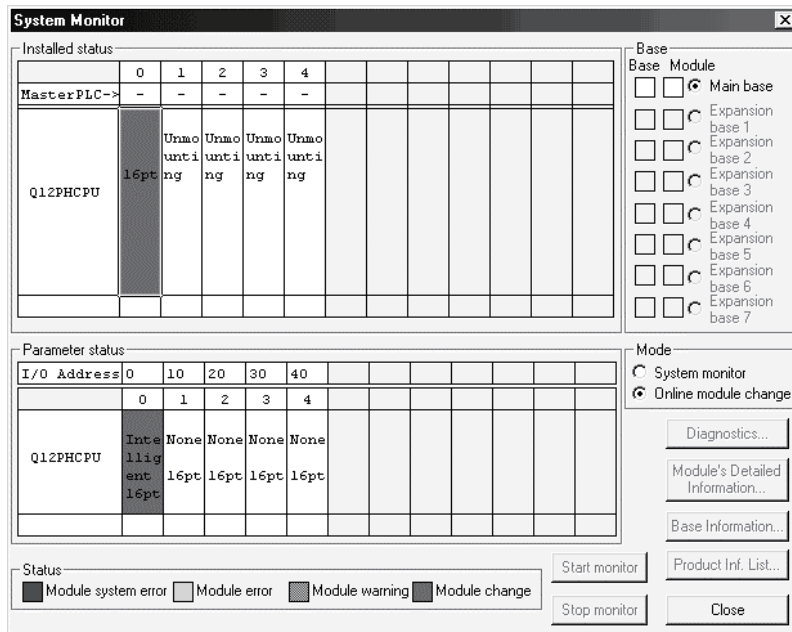 System Monitor
Installed status
0 1 2 3 4
MasterPLC-> - - - - -
Q12PHCPU
16pt
Unmo
unti
ng
Unmo
unti
ng
Unmo
unti
ng
Unmo
unti
ng
Base
Base Module
Main base
Expansion
base 1
Expansion
base 2
Expansion
base 3
Expansion
base 4
Expansion
base 5
Expansion
base 6
Expansion
base 7
Parameter status
I/O Address 0 10 20 30 40
0 1 2 3 4
Q12PHCPU
Inte
llig
ent
16pt
None
16pt
None
16pt
None
16pt
None
16pt
Mode
System monitor
Online module change
Diagnostics...
Module's Detailed
Information...
Base Information...
Product Inf. List...
Close
Status
Module system error Module error Module warning Module change
Start monitor
Stop monitor